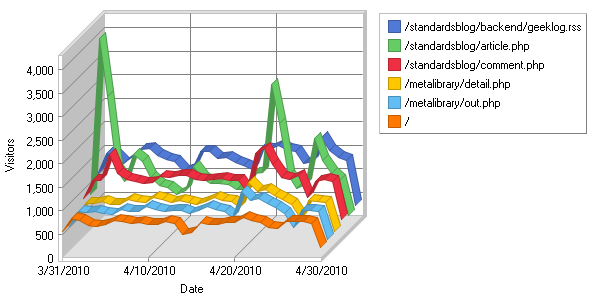 /standardsblog/backend/geeklog.rss
/standardsblog/article.php
/standardsblog/comment.php
/metalibrary/detail.php
/metalibrary/out.php
/
Visitors
4,000
3,500
3,000
2,500
2,000
1,500
1,000
500
0
3/31/2010 4/10/2010 4/20/2010 4/30/2010
Date